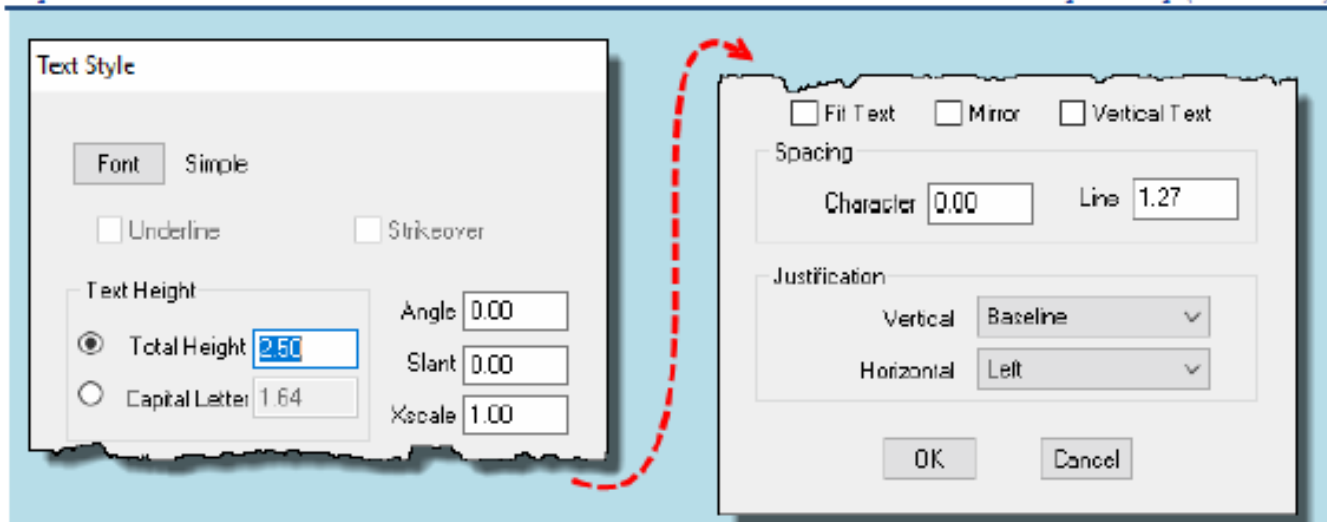 Text Style
Font Simple
Underline Strikeover
Text Height
Total Height 2.50
Capital Letter 1.64
Angle 0.00
Slant 0.00
Xscale 1.00
Fit Text Mirror Vertical Text
Spacing
Character 0.00 Line 1.27
Justification
Vertical Baseline
Horizontal Left
OK Cancel